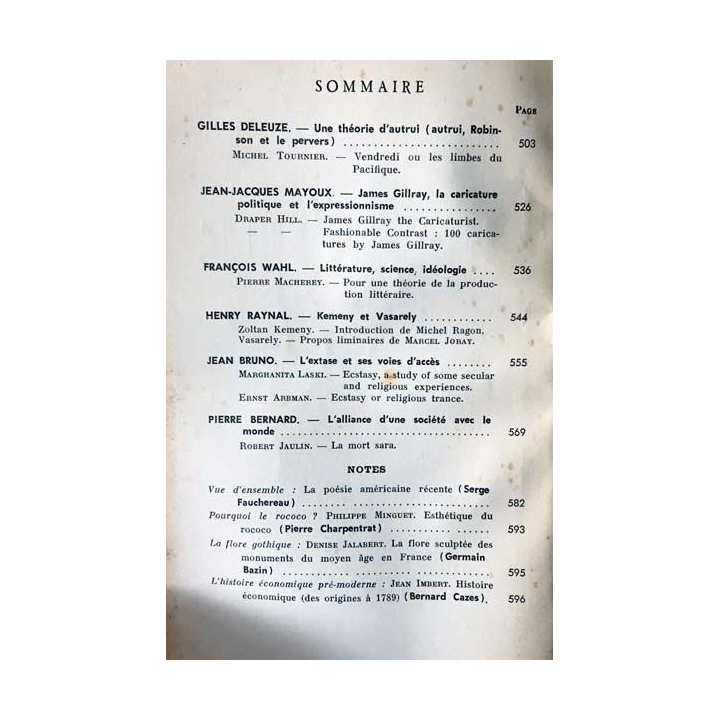 SOMMAIRE
PAGE
GILLES DELEUZE. — Une théorie d'autrui (autrui, Robin-
son et le pervers) .......................... 503
MICHEL TOURNIER. — Vendredi ou les limbes du
Pacifique.
JEAN-JACQUES MAYOUX. — James Gillray, la caricature
politique et l'expressionnisme ................ 526
DRAPER HILL. — James Gillray the Caricaturist.
— — Fashionable Contrast : 100 carica-
tures by James Gillray.
FRANÇOIS WAHL. — Littérature, science, idéologie .... 536
PIERRE MACHEREY. — Pour une théorie de la produc-
tion littéraire.
HENRY RAYNAL. — Kemeny et Vasarely ............ 544
Zoltan Kemeny. — Introduction de Michel Ragon.
Vasarely. — Propos liminaires de MARCEL JORAY.
JEAN BRUNO. — L'extase et ses voies d'accès ........ 555
MARGHANITA LASKI. — Ecstasy, a study of some secular
and religious experiences.
ERNST ARBMAN. — Ecstasy or religious trance.
PIERRE BERNARD. — L'alliance d'une société avec le
monde ................................... 569
ROBERT JAULIN. — La mort sara.
NOTES
Vue d'ensemble : La poésie américaine récente (Serge
Fauchereau) ............................... 582
Pourquoi le rococo ? PHILIPPE MINGUET. Esthétique du
rococo (Pierre Charpentrat) ................. 593
La flore gothique : DENISE JALABERT. La flore sculptée des
monuments du moyen âge en France (Germain
Bazin) ................................... 595
L'histoire économique pré-moderne : JEAN IMBERT. Histoire
économique (des origines à 1789) (Bernard Cazes). 596